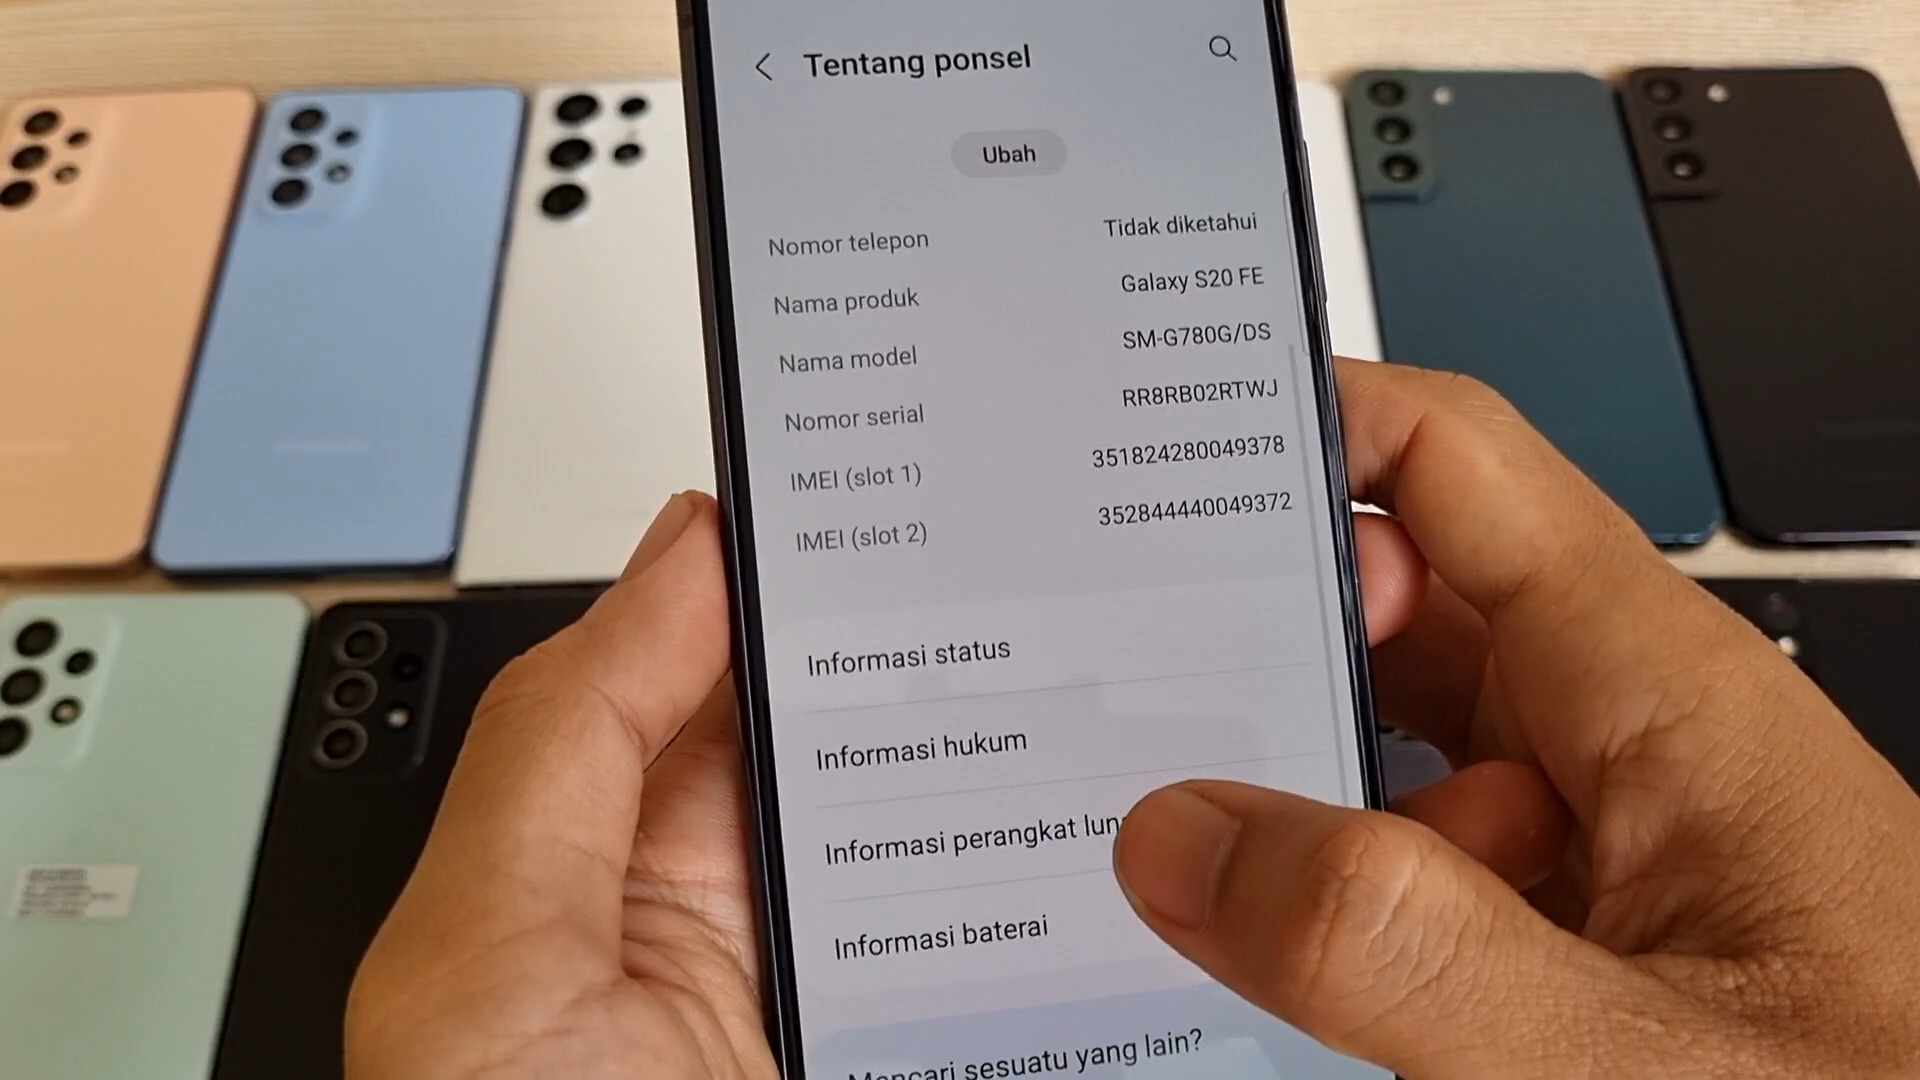 Tentang ponsel
Ubah
Nomor telepon Tidak diketahui
Nama produk Galaxy S20 FE
Nama model SM-G780G/DS
Nomor serial RR8RB02RTWJ
IMEI (slot 1) 351824280049378
IMEI (slot 2) 352844440049372
Informasi status
Informasi hukum
Informasi perangkat lun
Informasi baterai
Mencari sesuatu yang lain?